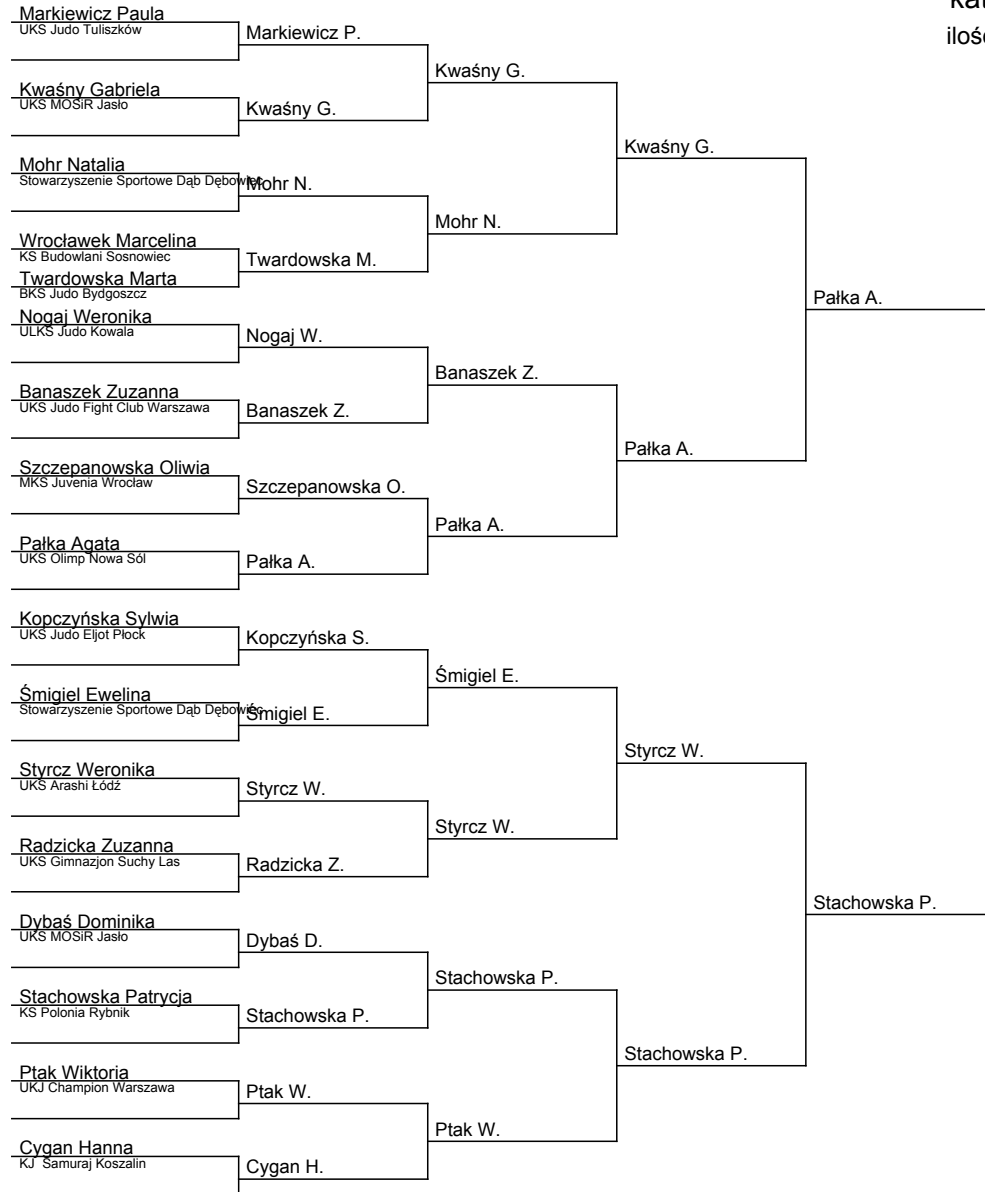 Markiewicz Paula
UKS Judo Tuliszków
Kwaśny Gabriela
UKS MOSiR Jasło
Mohr Natalia
Stowarzyszenie Sportowe Dąb Dębowiec
Wrocławek Marcelina
KS Budowlani Sosnowiec
Twardowska Marta
BKS Judo Bydgoszcz
Nogaj Weronika
ULKS Judo Kowala
Banaszek Zuzanna
UKS Judo Fight Club Warszawa
Szczepanowska Oliwia
MKS Juvenia Wrocław
Pałka Agata
UKS Olimp Nowa Sól
Kopczyńska Sylwia
UKS Judo Eljot Płock
Śmigiel Ewelina
Stowarzyszenie Sportowe Dąb Dębowiec
Styrcz Weronika
UKS Arashi Łódź
Radzicka Zuzanna
UKS Gimnazjon Suchy Las
Dybaś Dominika
UKS MOSiR Jasło
Stachowska Patrycja
KS Polonia Rybnik
Ptak Wiktoria
UKJ Champion Warszawa
Cygan Hanna
KJ  Samuraj Koszalin
Markiewicz P.
Kwaśny G.
Mohr N.
Twardowska M.
Nogaj W.
Banaszek Z.
Szczepanowska O.
Pałka A.
Kopczyńska S.
Śmigiel E.
Styrcz W.
Radzicka Z.
Dybaś D.
Stachowska P.
Ptak W.
Cygan H.
Kwaśny G.
Mohr N.
Banaszek Z.
Pałka A.
Śmigiel E.
Styrcz W.
Stachowska P.
Ptak W.
Kwaśny G.
Pałka A.
Styrcz W.
Stachowska P.
Pałka A.
Stachowska P.